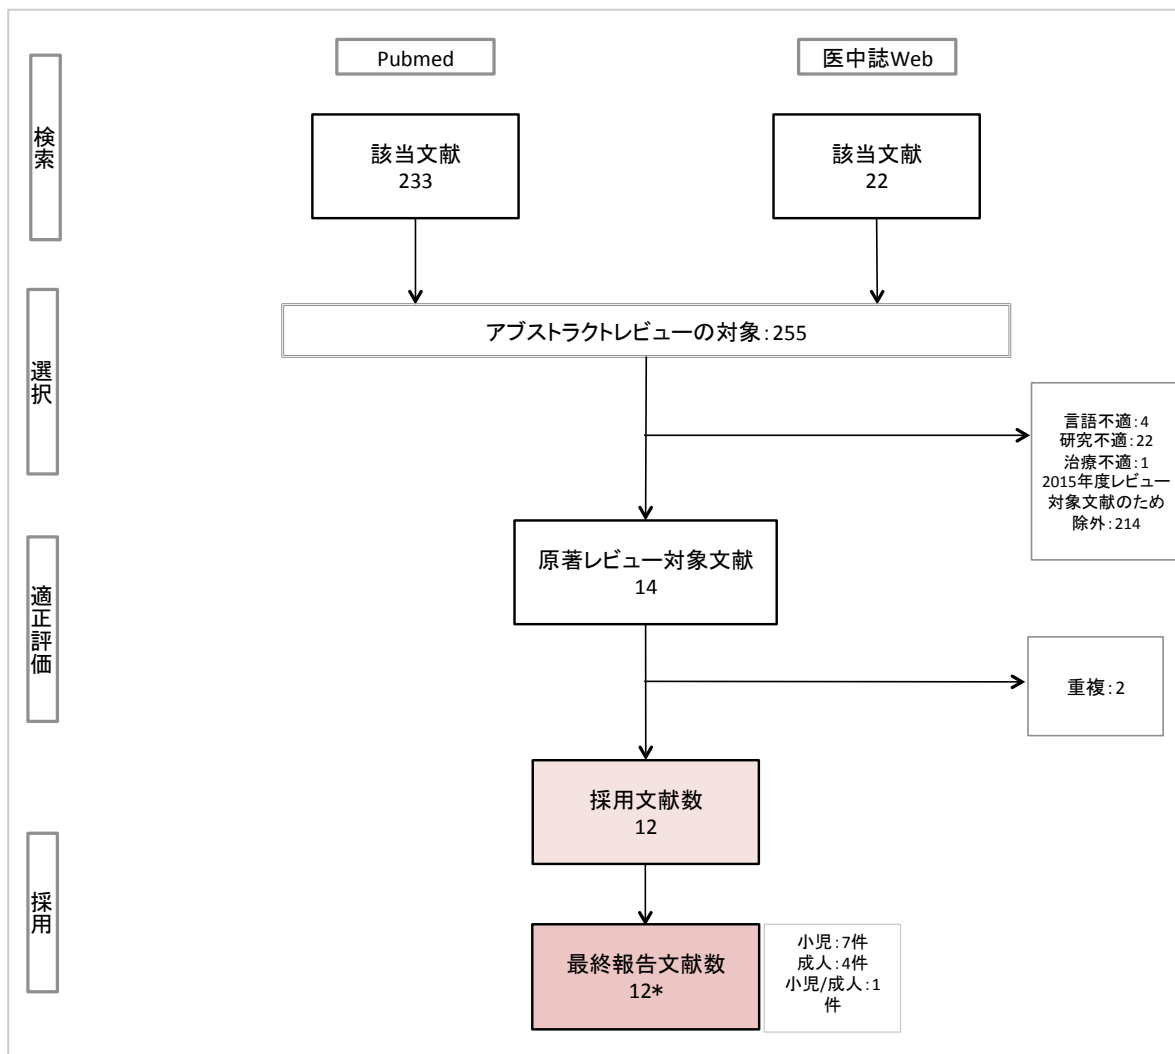 Pubmed
医中誌Web
検索
該当文献
233
該当文献
22
選択
アブストラクトレビューの対象：255
言語不適：4
研究不適：22
治療不適：1
2015年度レビュー
対象文献のため
除外：214
適正評価
原著レビュー対象文献
14
重複：2
採用文献数
12
採用
最終報告文献数
12*
小児：7件
成人：4件
小児/成人：1
件